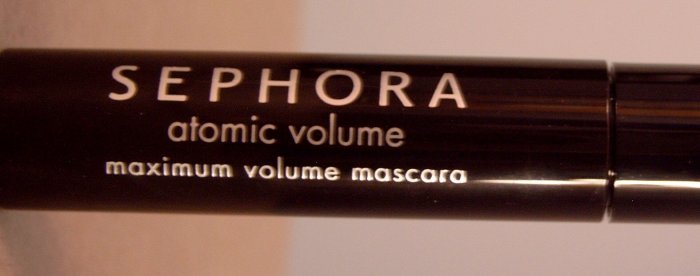 SEPHORA
atomic volume
maximum volume mascara